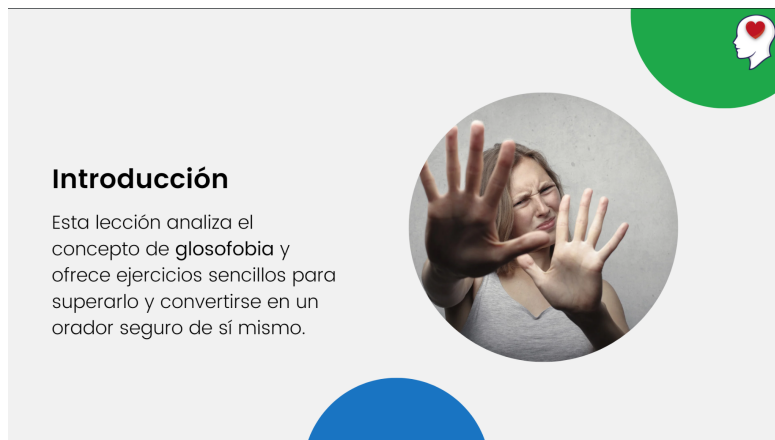 Introducción
Esta lección analiza el
concepto de glosofobia y
ofrece ejercicios sencillos para
superarlo y convertirse en un
orador seguro de sí mismo.